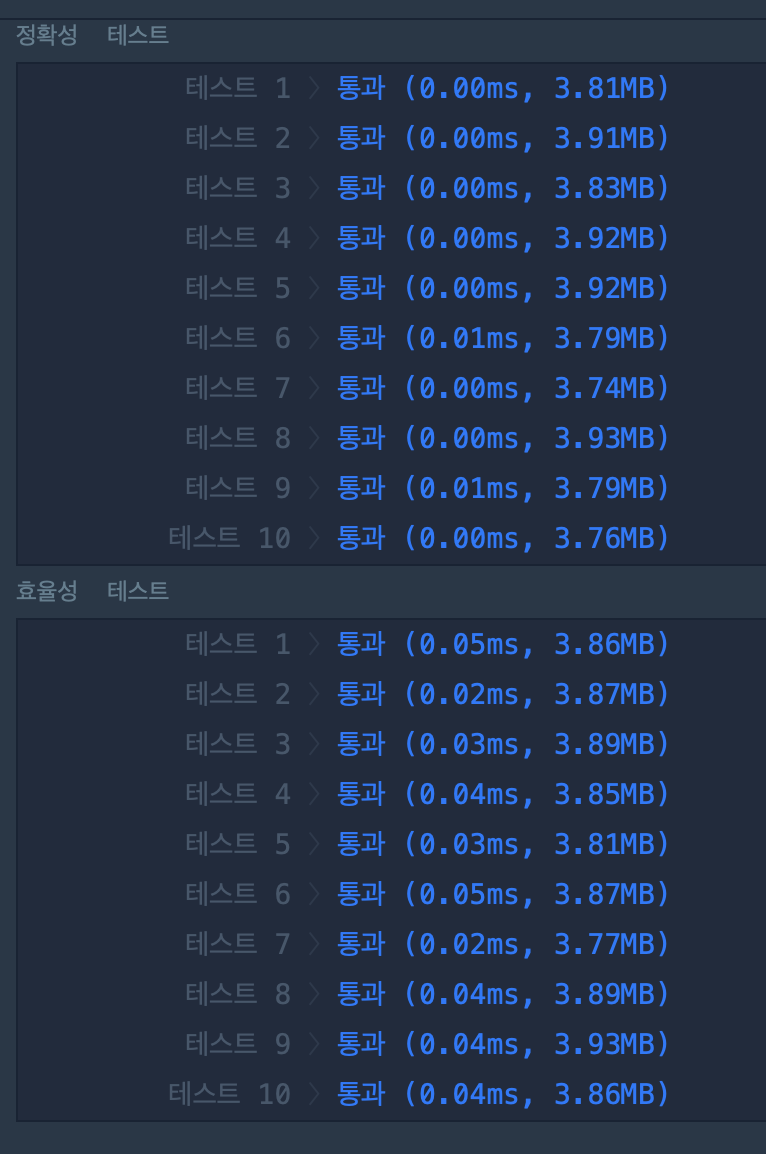 정확성 테스트
테스트 1 〉 통과 (0.00ms, 3.81MB)
테스트 2 〉 통과 (0.00ms, 3.91MB)
테스트 3 〉 통과 (0.00ms, 3.83MB)
테스트 4 〉 통과 (0.00ms, 3.92MB)
테스트 5 〉 통과 (0.00ms, 3.92MB)
테스트 6 〉 통과 (0.01ms, 3.79MB)
테스트 7 〉 통과 (0.00ms, 3.74MB)
테스트 8 〉 통과 (0.00ms, 3.93MB)
테스트 9 〉 통과 (0.01ms, 3.79MB)
테스트 10 〉 통과 (0.00ms, 3.76MB)
효율성 테스트
테스트 1 〉 통과 (0.05ms, 3.86MB)
테스트 2 〉 통과 (0.02ms, 3.87MB)
테스트 3 〉 통과 (0.03ms, 3.89MB)
테스트 4 〉 통과 (0.04ms, 3.85MB)
테스트 5 〉 통과 (0.03ms, 3.81MB)
테스트 6 〉 통과 (0.05ms, 3.87MB)
테스트 7 〉 통과 (0.02ms, 3.77MB)
테스트 8 〉 통과 (0.04ms, 3.89MB)
테스트 9 〉 통과 (0.04ms, 3.93MB)
테스트 10 〉 통과 (0.04ms, 3.86MB)